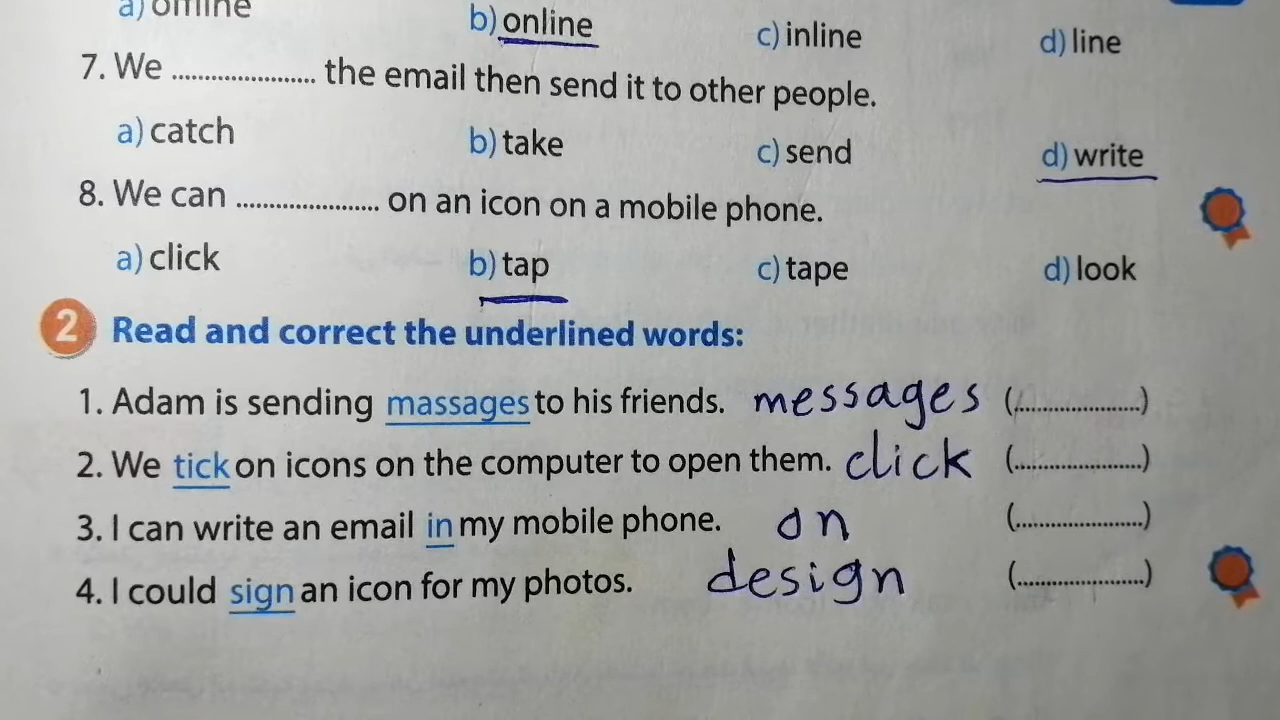 a) offline b) online c) inline d) line
7. We ...................... the email then send it to other people.
a) catch b) take c) send d) write
8. We can ...................... on an icon on a mobile phone.
a) click b) tap c) tape d) look
2 Read and correct the underlined words:
1. Adam is sending massages to his friends. messages (......................)
2. We tick on icons on the computer to open them. click (......................)
3. I can write an email in my mobile phone. on (......................)
4. I could sign an icon for my photos. design (......................)